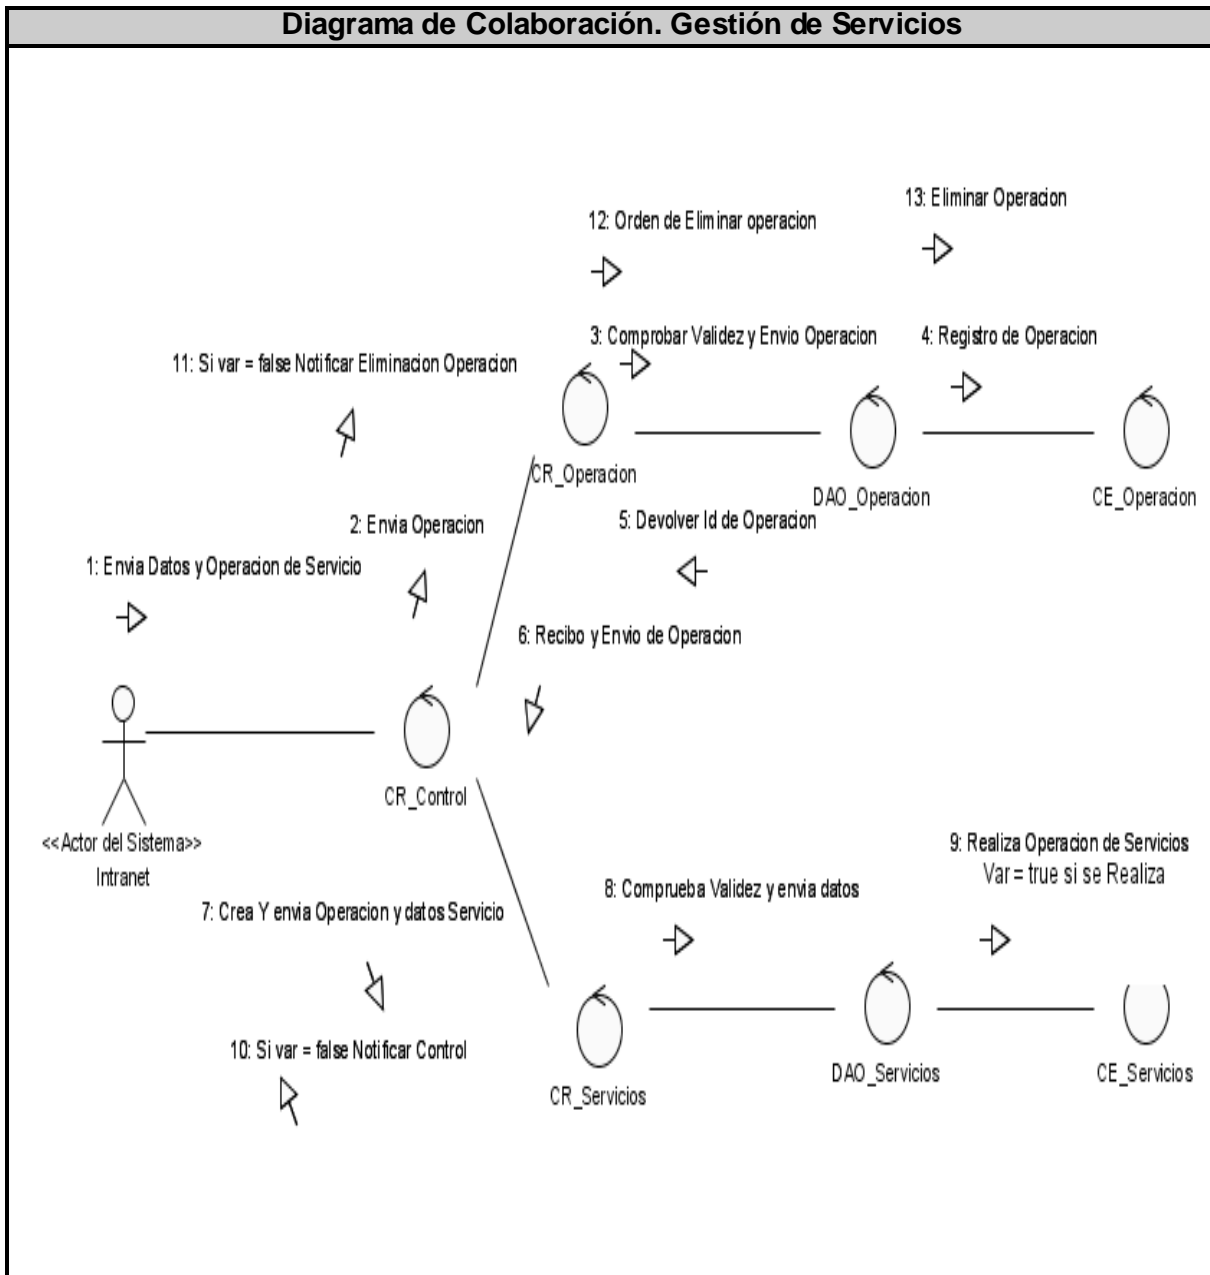 Diagrama de Colaboración. Gestión de Servicios
13: Eliminar Operacion
12: Orden de Eliminar operacion
3: Comprobar Validez y Envio Operacion
4: Registro de Operacion
11: Si var = false Notificar Eliminacion Operacion
CR_Operacion
DAO_Operacion
CE_Operacion
2: Envia Operacion
5: Devolver Id de Operacion
1: Envia Datos y Operacion de Servicio
6: Recibo y Envio de Operacion
CR_Control
<<Actor del Sistema>>
Intranet
9: Realiza Operacion de Servicios
Var = true si se Realiza
8: Comprueba Validez y envia datos
7: Crea Y envia Operacion y datos Servicio
10: Si var = false Notificar Control
CR_Servicios
DAO_Servicios
CE_Servicios